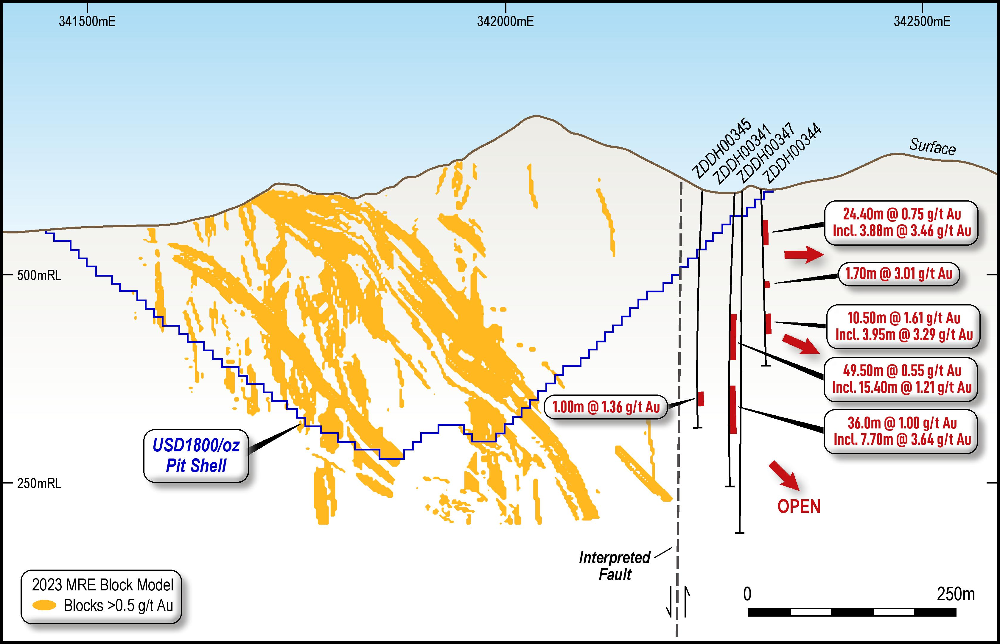 341500mE
342000mE
342500mE
ZDDH00345
ZDDH00341
ZDDH00347
ZDDH00344
Surface
24.40m @ 0.75 g/t Au
Incl. 3.88m @ 3.46 g/t Au
500mRL
1.70m @ 3.01 g/t Au
10.50m @ 1.61 g/t Au
Incl. 3.95m @ 3.29 g/t Au
49.50m @ 0.55 g/t Au
Incl. 15.40m @ 1.21 g/t Au
1.00m @ 1.36 g/t Au
36.0m @ 1.00 g/t Au
Incl. 7.70m @ 3.64 g/t Au
USD1800/oz
Pit Shell
250mRL
OPEN
Interpreted
Fault
2023 MRE Block Model
Blocks >0.5 g/t Au
0
250m